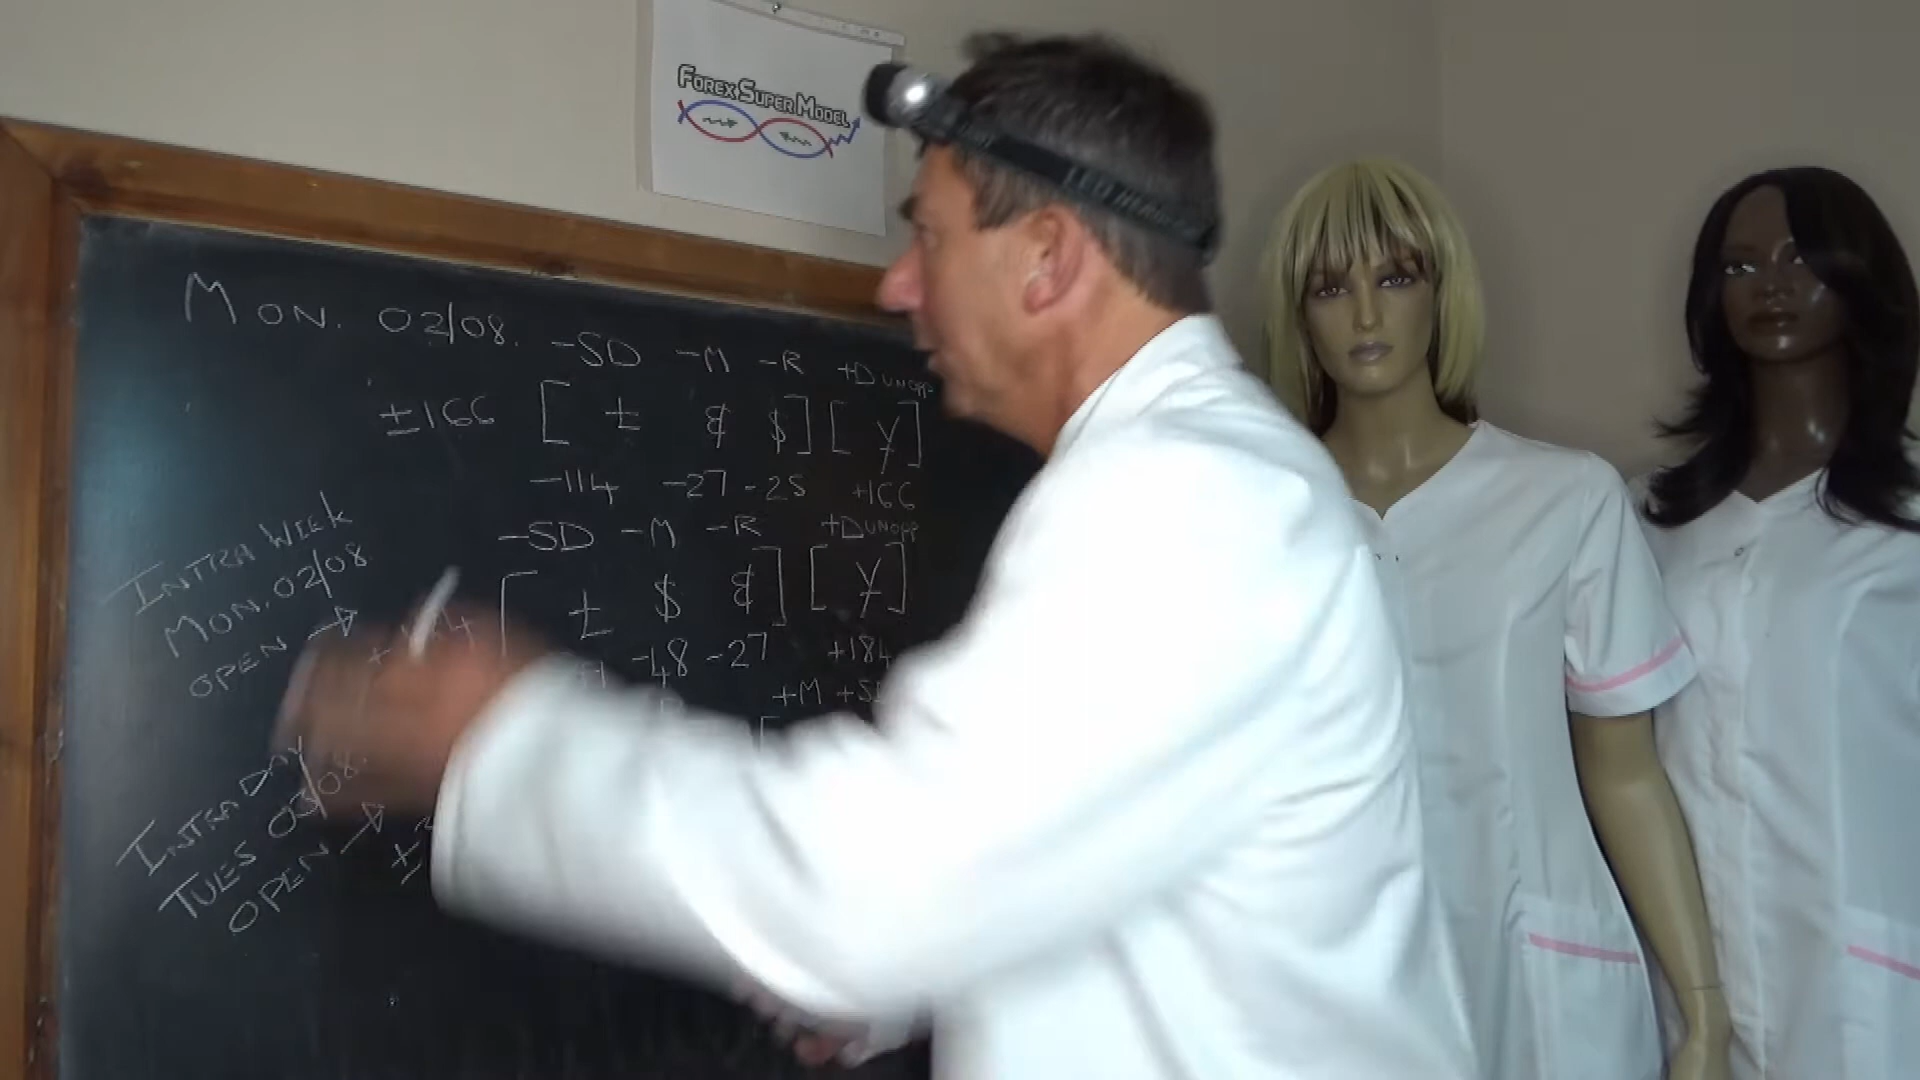 FOREX SUPER MODEL
MON. 02/08.
-SD -M -R +DUNOPP
±166 [ ± ¢ $ ] [ y ]
-114 -27 -25 +166
-SD -M -R +DUNOPP
[ ± $ ¢ ] [ y ]
-48 -27 +184
+M
INTRA WEEK
MON. 02/08
OPEN →
INTRA DAY
TUES 03/08.
OPEN →
±
LED